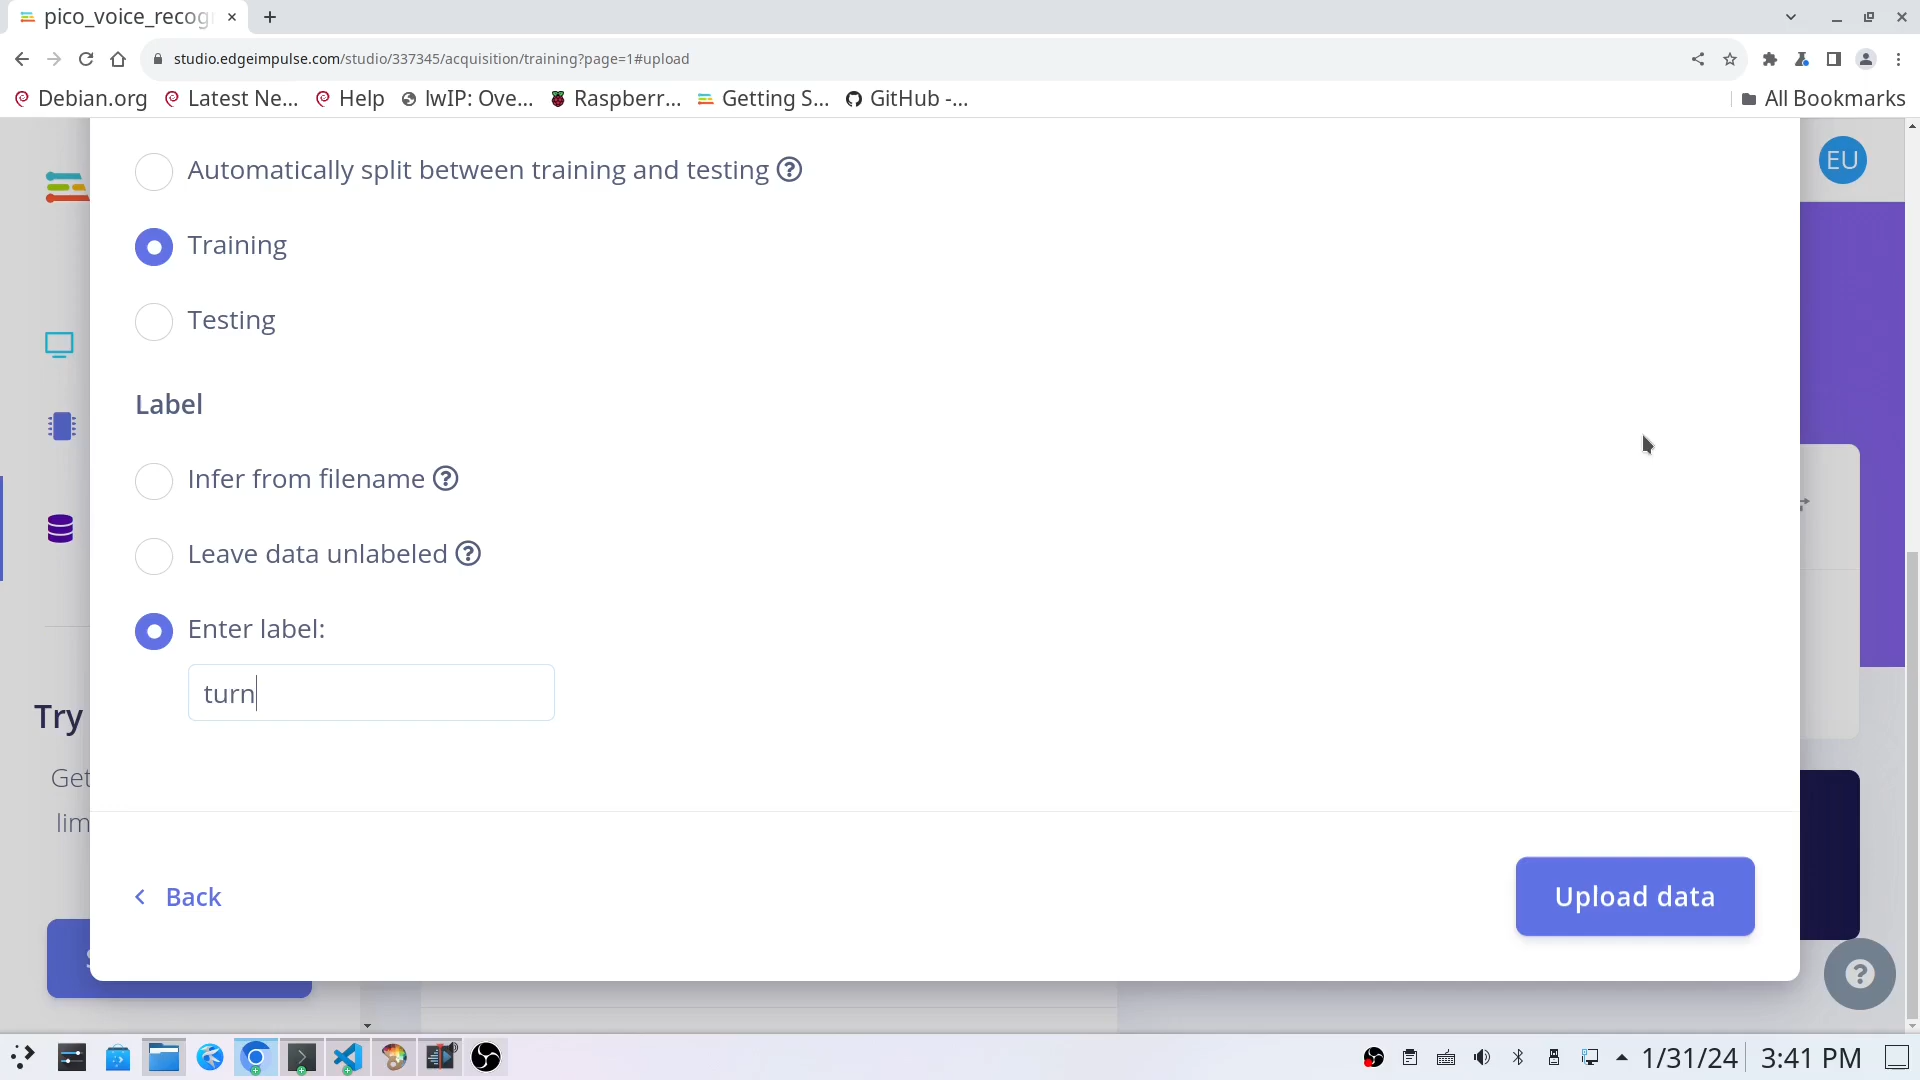 pico_voice_recog
studio.edgeimpulse.com/studio/337345/acquisition/training?page=1#upload
Debian.org Latest Ne... Help lwIP: Ove... Raspberr... Getting S... GitHub -... All Bookmarks
EU
Automatically split between training and testing
Training
Testing
Label
Infer from filename
Leave data unlabeled
Enter label:
turn
Try
Get
lim
Back
Upload data
1/31/24 3:41 PM